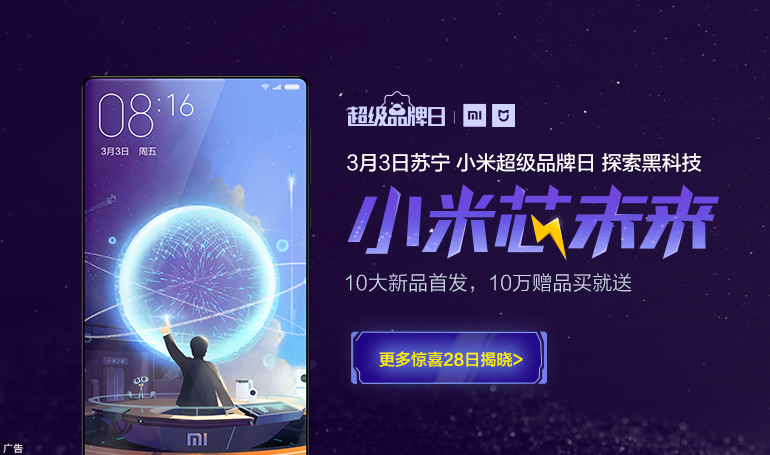 08:16
3月3日 周五
mi
超级品牌日 | mi
3月3日苏宁 小米超级品牌日 探索黑科技
小米芯未来
10大新品首发，10万赠品买就送
更多惊喜28日揭晓>
广告